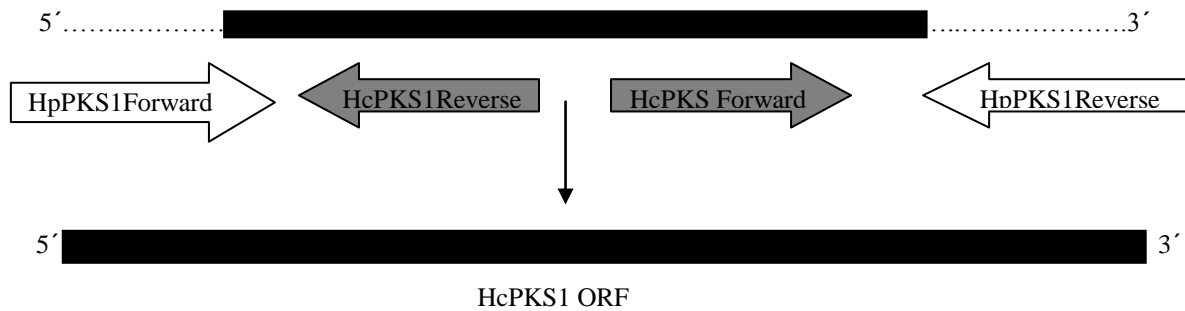 5´……..………… …..………………3´
HpPKS1Forward HcPKS1Reverse HcPKS Forward HpPKS1Reverse
5´ 3´
HcPKS1 ORF